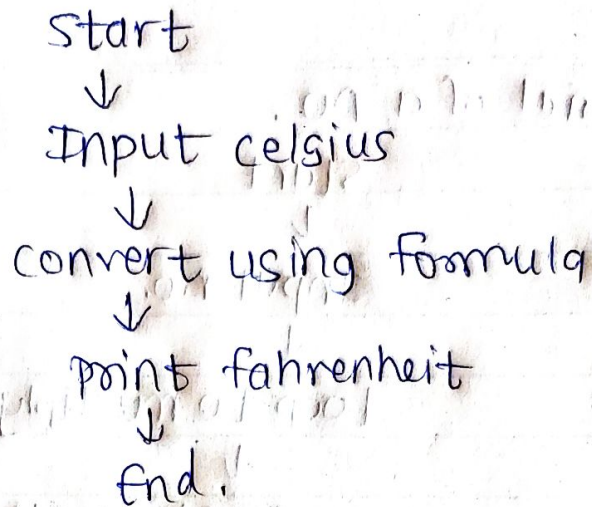 Start
↓
Input celsius
↓
convert using formula
↓
print fahrenheit
↓
End.